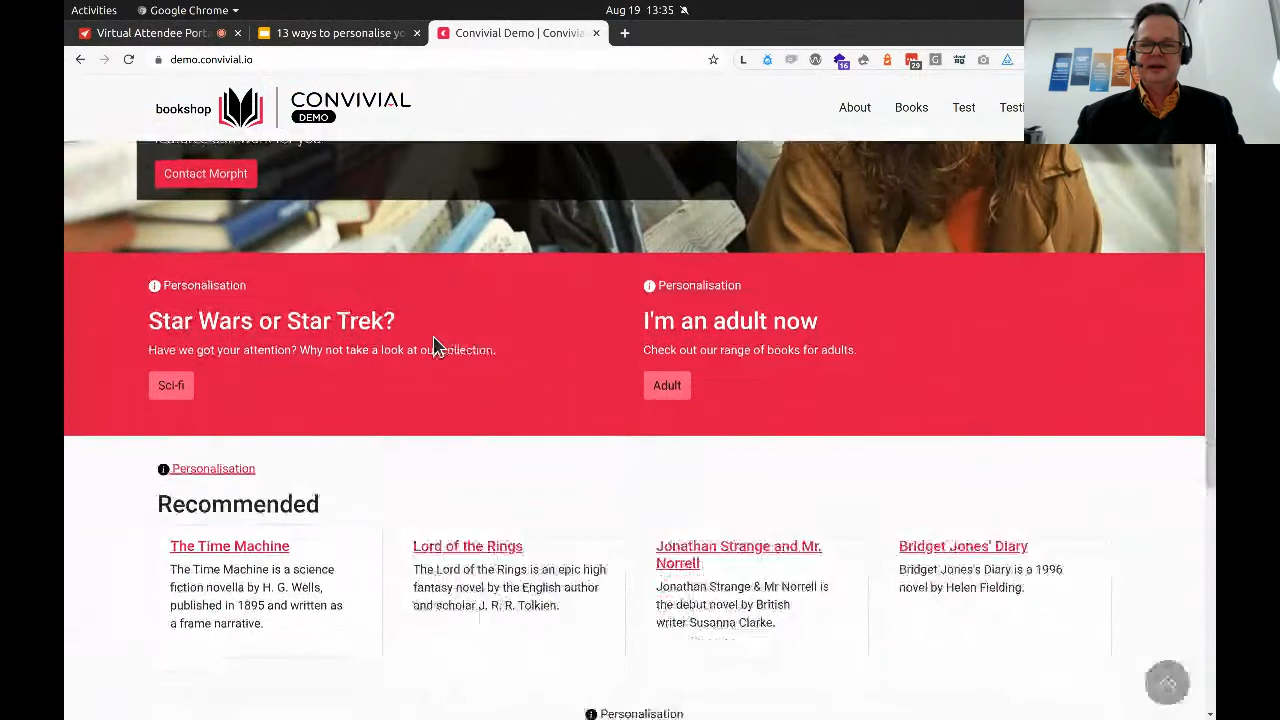 Activities
Google Chrome
Aug 19 13:35
Virtual Attendee Port
13 ways to personalise yo
Convivial Demo | Convivia
demo.convivial.io
L
16
29
G
bookshop
CONVIVIAL
DEMO
About
Books
Test
Testi
Contact Morpht
Personalisation
Star Wars or Star Trek?
Have we got your attention? Why not take a look at our collection.
Sci-fi
Personalisation
I'm an adult now
Check out our range of books for adults.
Adult
Personalisation
Recommended
The Time Machine
The Time Machine is a science
fiction novella by H. G. Wells,
published in 1895 and written as
a frame narrative.
Lord of the Rings
The Lord of the Rings is an epic high
fantasy novel by the English author
and scholar J. R. R. Tolkien.
Jonathan Strange and Mr.
Norrell
Jonathan Strange & Mr Norrell is
the debut novel by British
writer Susanna Clarke.
Bridget Jones' Diary
Bridget Jones's Diary is a 1996
novel by Helen Fielding.
Personalisation